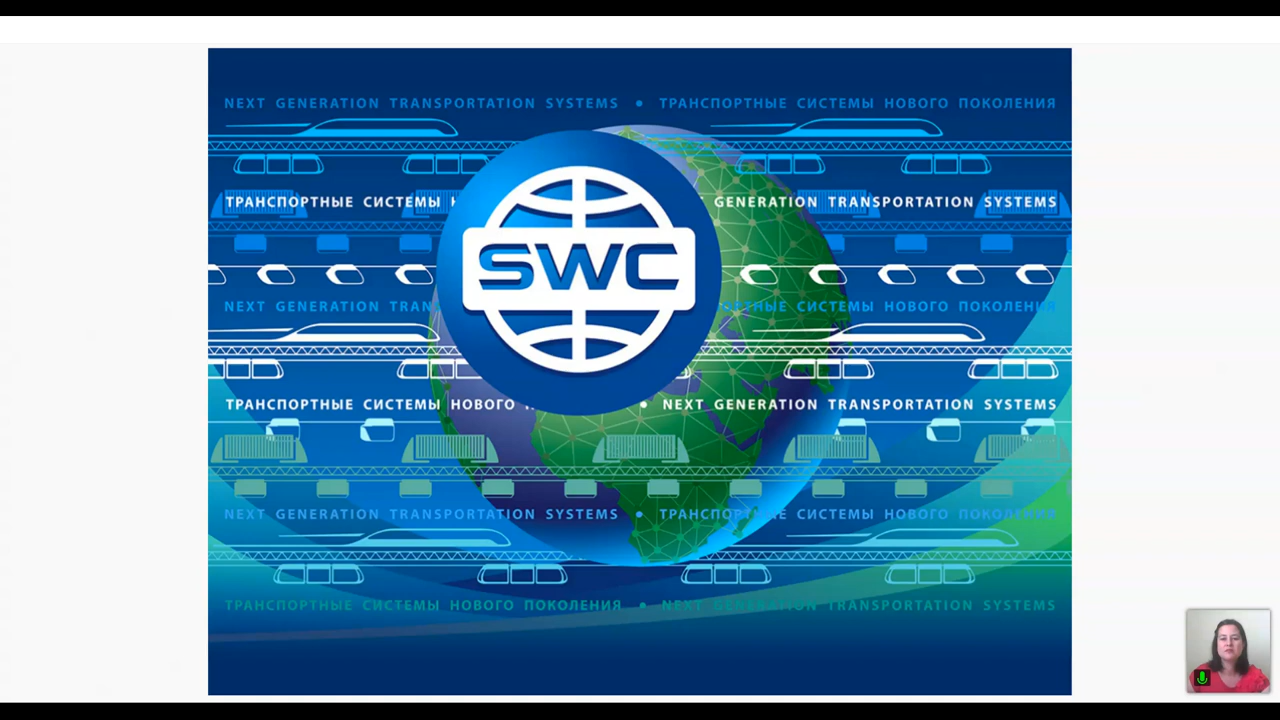 NEXT GENERATION TRANSPORTATION SYSTEMS • ТРАНСПОРТНЫЕ СИСТЕМЫ НОВОГО ПОКОЛЕНИЯ
ТРАНСПОРТНЫЕ СИСТЕМЫ GENERATION TRANSPORTATION SYSTEMS
SWC
NEXT GENERATION СИСТЕМЫ НОВОГО ПОКОЛЕНИЯ
ТРАНСПОРТНЫЕ СИСТЕМЫ НОВОГО • NEXT GENERATION TRANSPORTATION SYSTEMS
NEXT GENERATION TRANSPORTATION SYSTEMS • ТРАНСПОРТНЫЕ СИСТЕМЫ НОВОГО ПОКОЛЕНИЯ
ТРАНСПОРТНЫЕ СИСТЕМЫ НОВОГО ПОКОЛЕНИЯ • NEXT GENERATION TRANSPORTATION SYSTEMS